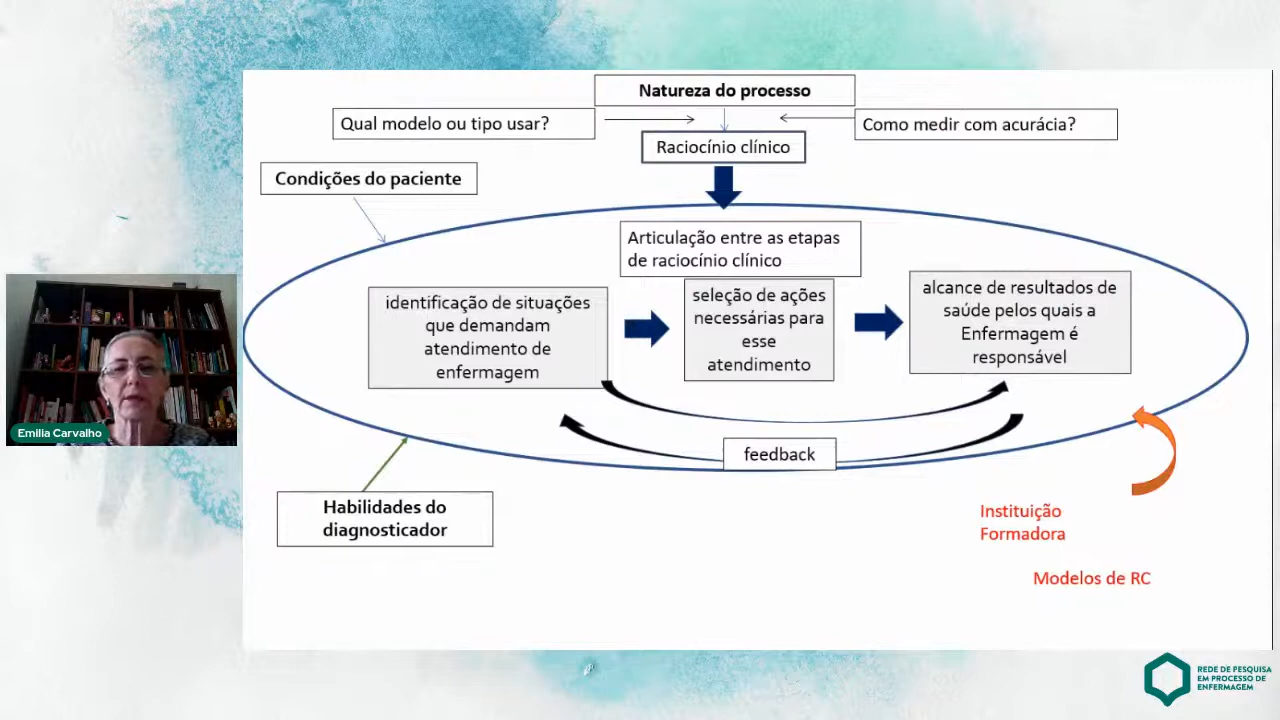 Natureza do processo
Qual modelo ou tipo usar?
Como medir com acurácia?
Raciocínio clínico
Condições do paciente
Articulação entre as etapas
de raciocínio clínico
identificação de situações
que demandam
atendimento de
enfermagem
seleção de ações
necessárias para
esse
atendimento
alcance de resultados de
saúde pelos quais a
Enfermagem é
responsável
Emilia Carvalho
feedback
Habilidades do
diagnosticador
Instituição
Formadora
Modelos de RC
REDE DE PESQUISA
EM PROCESSO DE
ENFERMAGEM